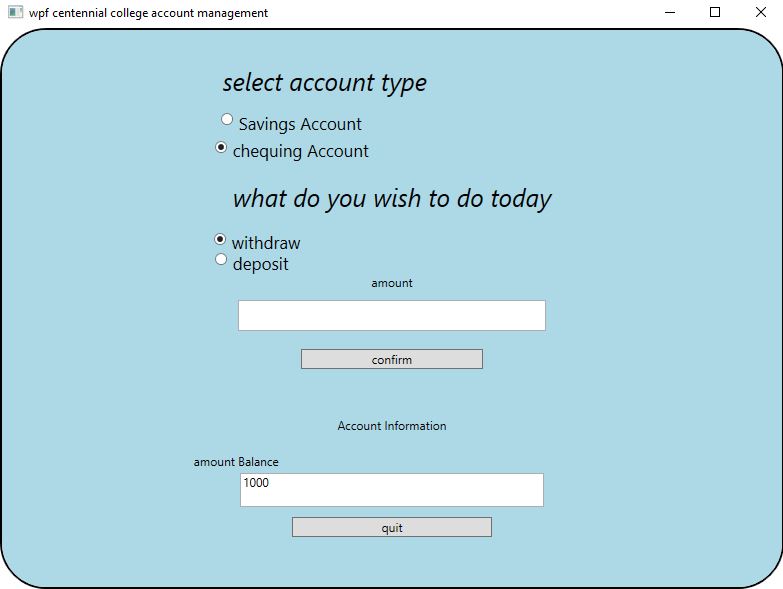 wpf centennial college account management
select account type
Savings Account
chequing Account
what do you wish to do today
withdraw
deposit
amount
confirm
Account Information
amount Balance
1000
quit